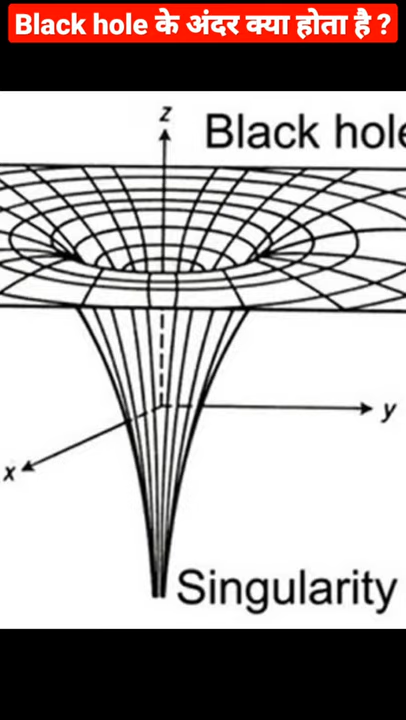 Black hole के अंदर क्या होता है ?
z
Black hole
y
x
Singularity